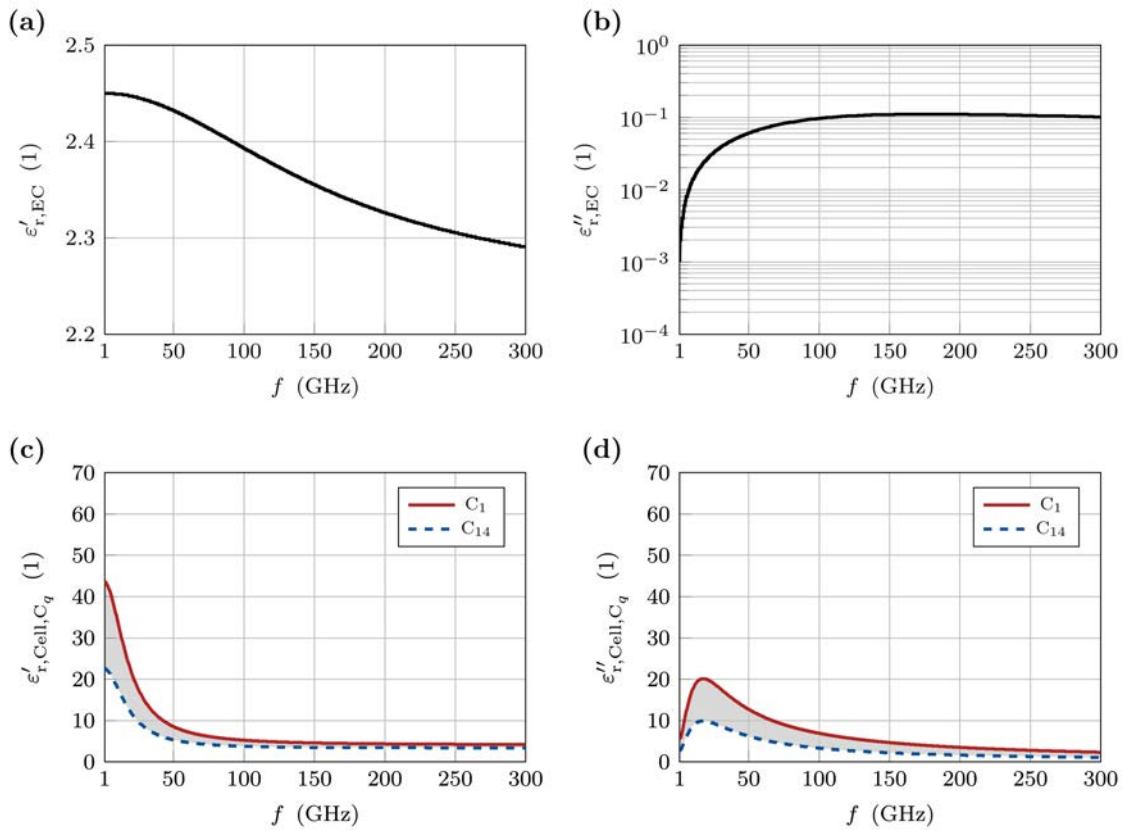 (a)
2.5
2.4
2.3
2.2
ε′r,EC (1)
1 50 100 150 200 250 300
f (GHz)
(b)
10⁰
10⁻¹
10⁻²
10⁻³
10⁻⁴
ε″r,EC (1)
1 50 100 150 200 250 300
f (GHz)
(c)
70
60
50
40
30
20
10
0
ε′r,Cell,Cq (1)
C₁
C₁₄
1 50 100 150 200 250 300
f (GHz)
(d)
70
60
50
40
30
20
10
0
ε″r,Cell,Cq (1)
C₁
C₁₄
1 50 100 150 200 250 300
f (GHz)